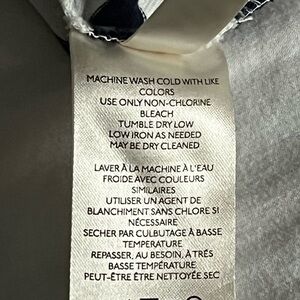 MACHINE WASH COLD WITH LIKE
COLORS
USE ONLY NON-CHLORINE
BLEACH
TUMBLE DRY LOW
LOW IRON AS NEEDED
MAY BE DRY CLEANED
LAVER À LA MACHINE À L'EAU
FROIDE AVEC COULEURS
SIMILAIRES
UTILISER UN AGENT DE
BLANCHIMENT SANS CHLORE SI
NÉCESSAIRE
SECHER PAR CULBUTAGE À BASSE
TEMPERATURE
REPASSER, AU BESOIN, À TRÉS
BASSE TEMPÉRATURE
PEUT-ÊTRE ÊTRE NETTOYÉE SEC